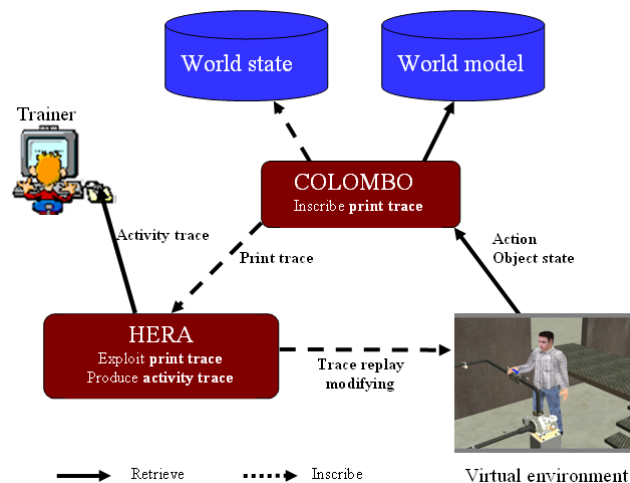 World state
World model
Trainer
COLOMBO
Inscribe print trace
Activity trace
Print trace
Action
Object state
HERA
Exploit print trace
Produce activity trace
Trace replay
modifying
Retrieve
Inscribe
Virtual environment